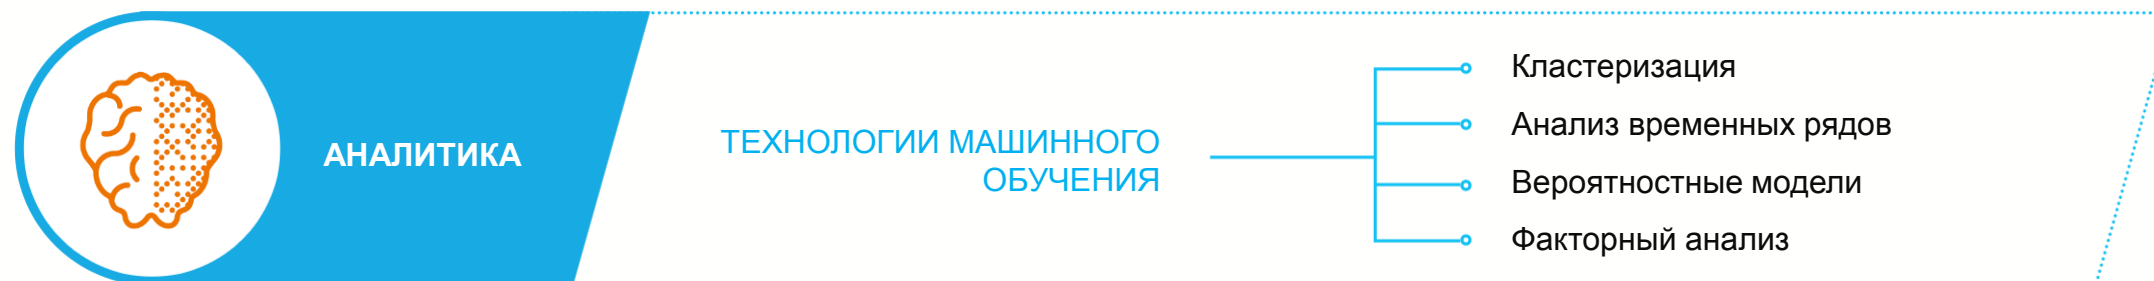 АНАЛИТИКА
ТЕХНОЛОГИИ МАШИННОГО
ОБУЧЕНИЯ
Кластеризация
Анализ временных рядов
Вероятностные модели
Факторный анализ